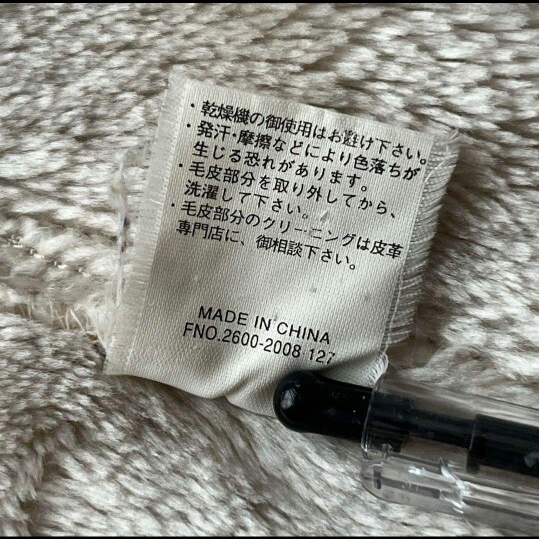 ・乾燥機の御使用はお避け下さい。
・発汗・摩擦などにより色落ちが
生じる恐れがあります。
・毛皮部分を取り外してから、
洗濯して下さい。
・毛皮部分のクリーニングは皮革
専門店に、御相談下さい。
MADE IN CHINA
FNO.2600-2008 127